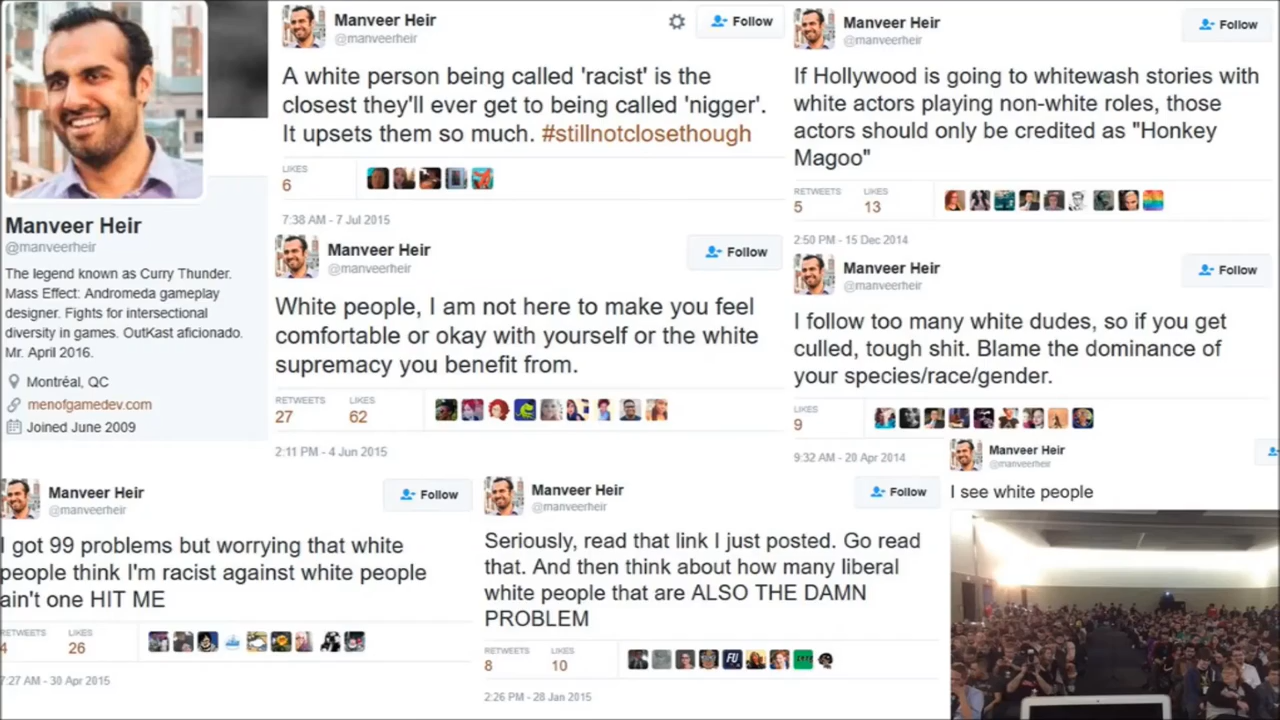 Manveer Heir
@manveerheir
The legend known as Curry Thunder.
Mass Effect: Andromeda gameplay
designer. Fights for intersectional
diversity in games. OutKast aficionado.
Mr. April 2016.
Montréal, QC
menofgamedev.com
Joined June 2009
Manveer Heir
@manveerheir
Follow
A white person being called 'racist' is the
closest they'll ever get to being called 'nigger'.
It upsets them so much. #stillnotclosethough
LIKES
6
7:38 AM - 7 Jul 2015
Manveer Heir
@manveerheir
Follow
White people, I am not here to make you feel
comfortable or okay with yourself or the white
supremacy you benefit from.
RETWEETS LIKES
27 62
2:11 PM - 4 Jun 2015
Manveer Heir
@manveerheir
Follow
If Hollywood is going to whitewash stories with
white actors playing non-white roles, those
actors should only be credited as "Honkey
Magoo"
RETWEETS LIKES
5 13
2:50 PM - 15 Dec 2014
Manveer Heir
@manveerheir
Follow
I follow too many white dudes, so if you get
culled, tough shit. Blame the dominance of
your species/race/gender.
LIKES
9
9:32 AM - 20 Apr 2014
Manveer Heir
@manveerheir
Follow
I got 99 problems but worrying that white
people think I'm racist against white people
ain't one HIT ME
RETWEETS LIKES
4 26
7:27 AM - 30 Apr 2015
Manveer Heir
@manveerheir
Follow
Seriously, read that link I just posted. Go read
that. And then think about how many liberal
white people that are ALSO THE DAMN
PROBLEM
RETWEETS LIKES
8 10
2:26 PM - 28 Jan 2015
Manveer Heir
@manveerheir
I see white people